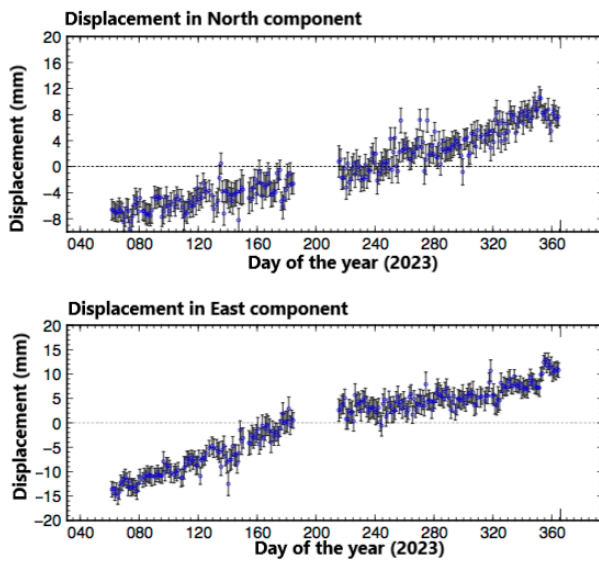 Displacement in North component
20
16
12
8
4
0
-4
-8
Displacement (mm)
040 080 120 160 200 240 280 320 360
Day of the year (2023)
Displacement in East component
20
15
10
5
0
-5
-10
-15
-20
Displacement (mm)
040 080 120 160 200 240 280 320 360
Day of the year (2023)